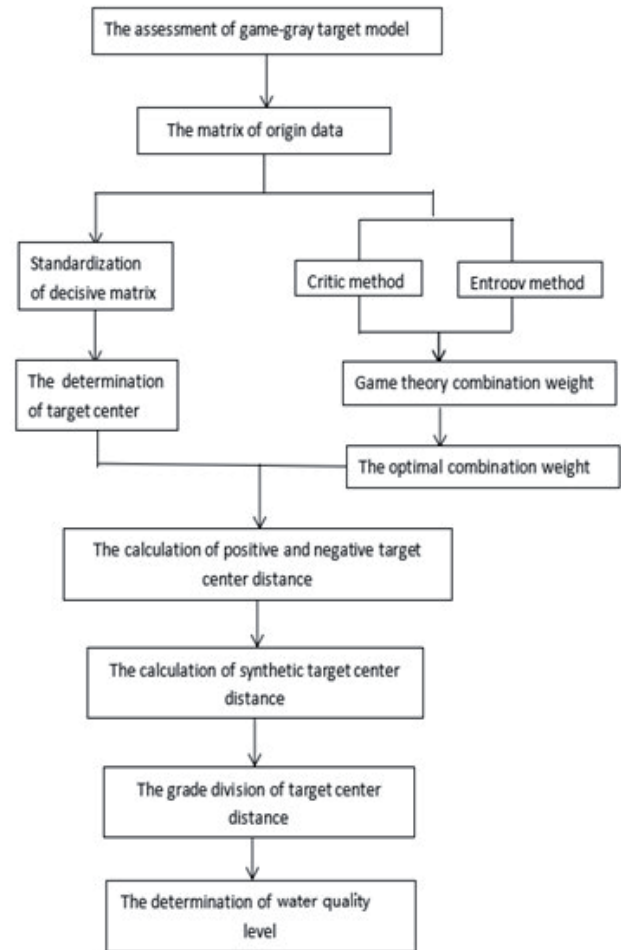 The assessment of game-gray target model
The matrix of origin data
Standardization
of decisive matrix
Critic method
Entropy method
The determination
of target center
Game theory combination weight
The optimal combination weight
The calculation of positive and negative target
center distance
The calculation of synthetic target center
distance
The grade division of target center
distance
The determination of water quality
level